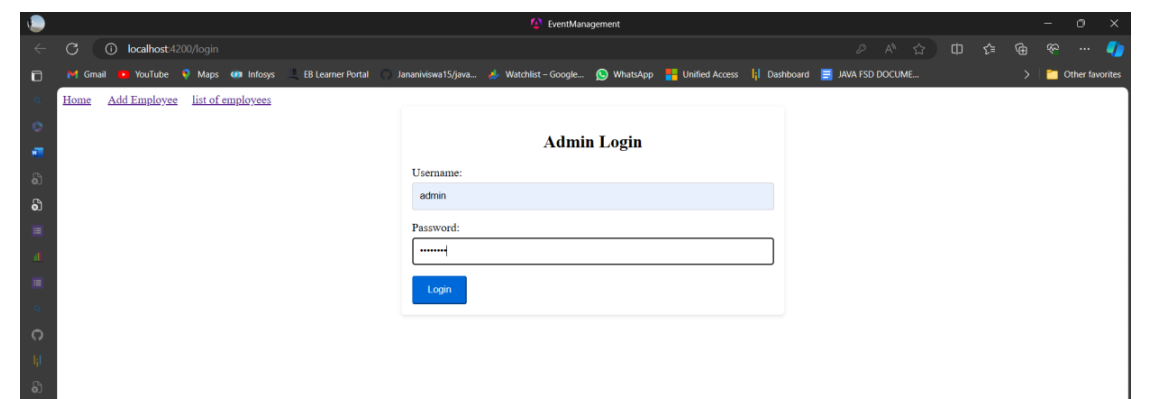 EventManagement
localhost:4200/login
Gmail YouTube Maps Infosys EB Learner Portal Jananiviswa15/java... Watchlist – Google... WhatsApp Unified Access Dashboard JAVA FSD DOCUME... Other favorites
Home Add Employee list of employees
Admin Login
Username:
admin
Password:
Login